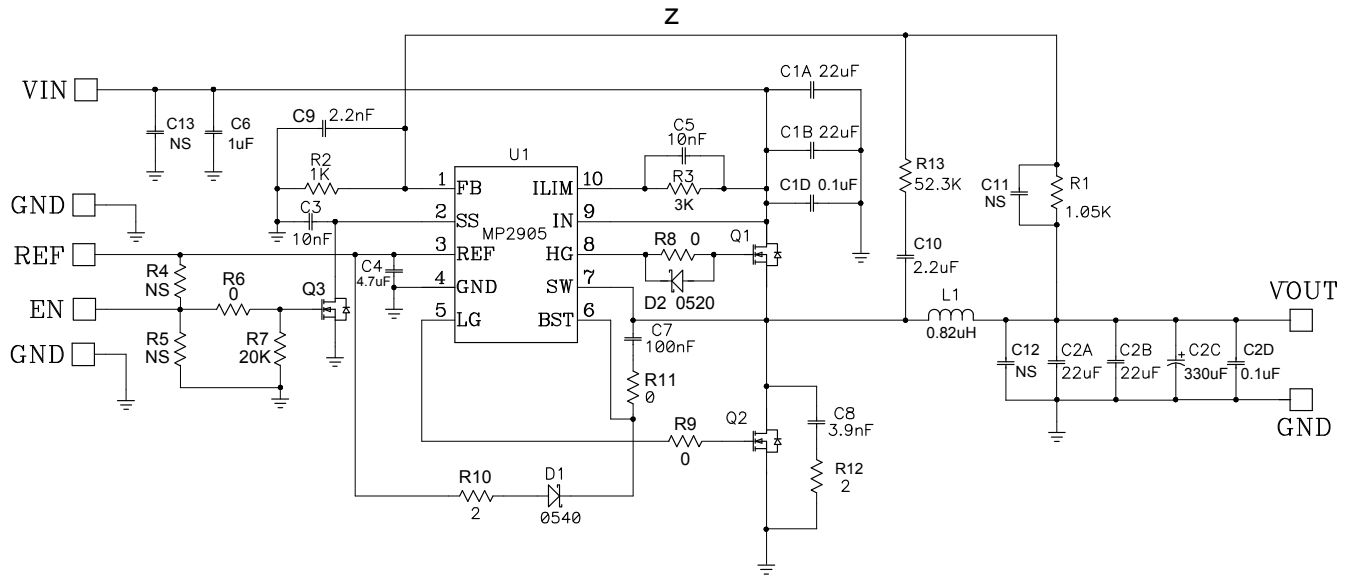 Z
C1A 22uF
VIN
C9 2.2nF
C13
NS
C6
1uF
C5
10nF
C1B 22uF
U1
R2
1K
R13
52.3K
1
FB
ILIM
10
R3
3K
C1D 0.1uF
C11
NS
R1
1.05K
GND
C3
10nF
2
SS
IN
9
MP2905
R8 0
Q1
REF
3
REF
HG
8
C10
2.2uF
R4
NS
C4
4.7uF
R6
0
Q3
4
GND
SW
7
D2 0520
L1
0.82uH
VOUT
EN
5
LG
BST
6
C7
100nF
R5
NS
R7
20K
GND
C12
NS
C2A
22uF
C2B
22uF
+
C2C
330uF
C2D
0.1uF
R11
0
R9
0
Q2
C8
3.9nF
GND
R10
2
D1
0540
R12
2